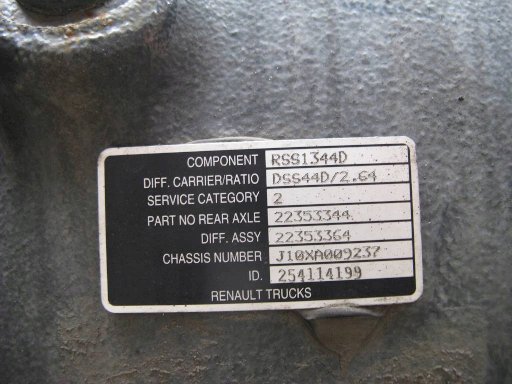 COMPONENT RSS1344D
DIFF. CARRIER/RATIO DSS44D/2.64
SERVICE CATEGORY 2
PART NO REAR AXLE 22353344
DIFF. ASSY 22353364
CHASSIS NUMBER J10XA009237
ID. 254114199
RENAULT TRUCKS